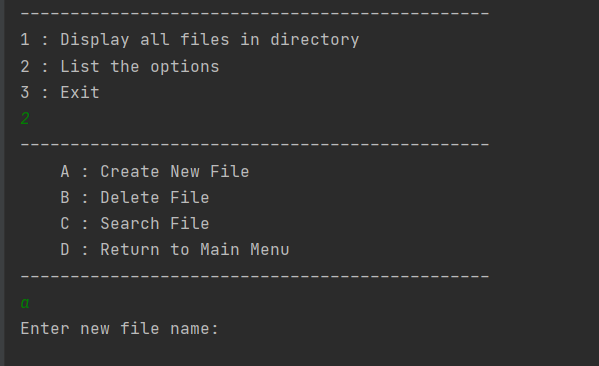 -----------------------------------------------
1 : Display all files in directory
2 : List the options
3 : Exit
2
-----------------------------------------------
    A : Create New File
    B : Delete File
    C : Search File
    D : Return to Main Menu
-----------------------------------------------
a
Enter new file name: